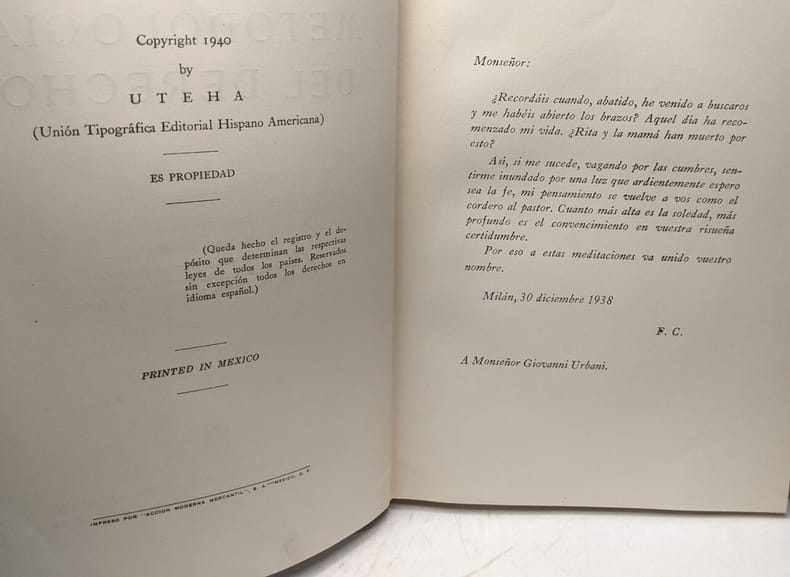 Copyright 1940
by
U T E H A
(Unión Tipográfica Editorial Hispano Americana)
ES PROPIEDAD
(Queda hecho el registro y el de-
pósito que determinan las respectivas
leyes de todos los países. Reservados
sin excepción todos los derechos en
idioma español.)
PRINTED IN MEXICO
IMPRESO POR "ACCION MODERNA MERCANTIL", S. A.—MEXICO, D. F.
Monseñor:
¿Recordáis cuando, abatido, he venido a buscaros
y me habéis abierto los brazos? Aquel día ha reco-
menzado mi vida. ¿Rita y la mamá han muerto por
esto?
Así, si me sucede, vagando por las cumbres, sen-
tirme inundado por una luz que ardientemente espero
sea la fe, mi pensamiento se vuelve a vos como el
cordero al pastor. Cuanto más alta es la soledad, más
profundo es el convencimiento en vuestra risueña
certidumbre.
Por eso a estas meditaciones va unido vuestro
nombre.
Milán, 30 diciembre 1938
F. C.
A Monseñor Giovanni Urbani.